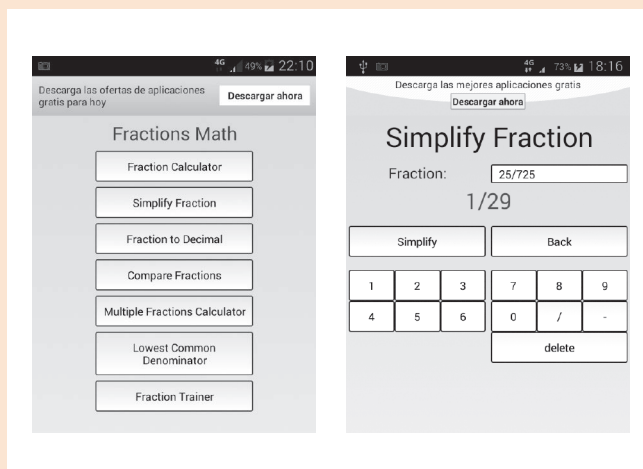 4G 49% 22:10
Descarga las ofertas de aplicaciones
gratis para hoy
Descargar ahora
Fractions Math
Fraction Calculator
Simplify Fraction
Fraction to Decimal
Compare Fractions
Multiple Fractions Calculator
Lowest Common
Denominator
Fraction Trainer
4G 73% 18:16
Descarga las mejores aplicaciones gratis
Descargar ahora
Simplify Fraction
Fraction: 25/725
1/29
Simplify Back
1 2 3 7 8 9
4 5 6 0 / -
delete